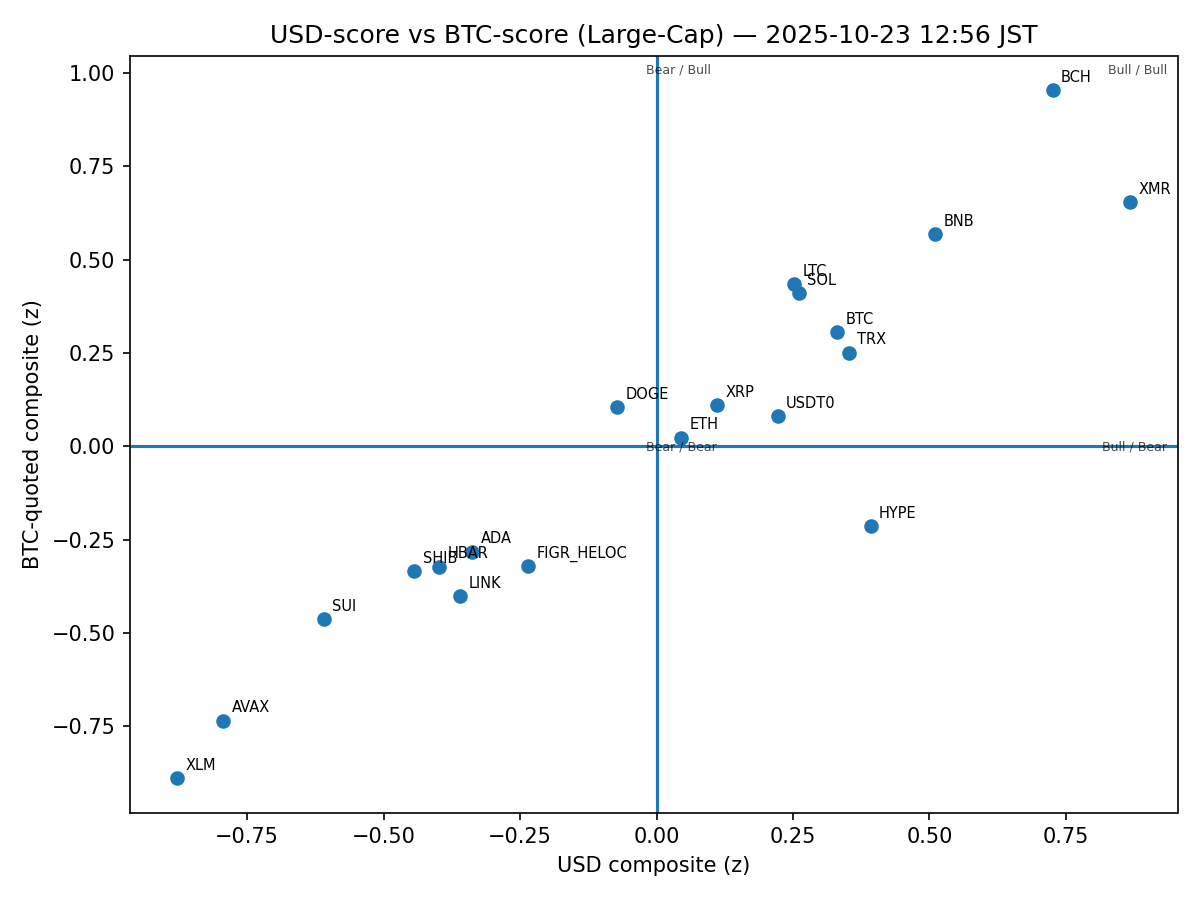 USD-score vs BTC-score (Large-Cap) — 2025-10-23 12:56 JST
BTC-quoted composite (z)
1.00
0.75
0.50
0.25
0.00
−0.25
−0.50
−0.75
Bear / Bull
Bull / Bull
BCH
XMR
BNB
LTC
SOL
BTC
TRX
DOGE
XRP
USDT0
ETH
Bear / Bear
Bull / Bear
HYPE
ADA
SHIB
HBAR
FIGR_HELOC
LINK
SUI
AVAX
XLM
−0.75
−0.50
−0.25
0.00
0.25
0.50
0.75
USD composite (z)